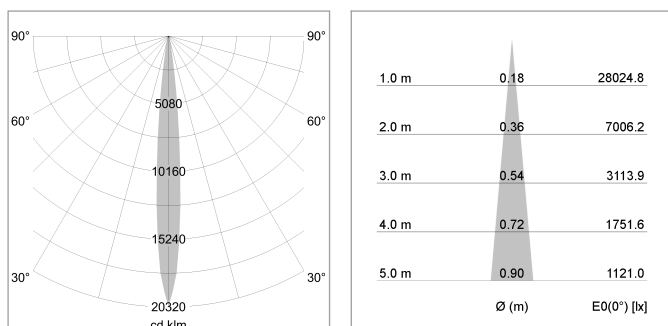 90° 90°
5080
60° 60°
10160
15240
30° 30°
20320
cd klm
1.0 m 0.18 28024.8
2.0 m 0.36 7006.2
3.0 m 0.54 3113.9
4.0 m 0.72 1751.6
5.0 m 0.90 1121.0
Ø (m) E0(0°) [lx]